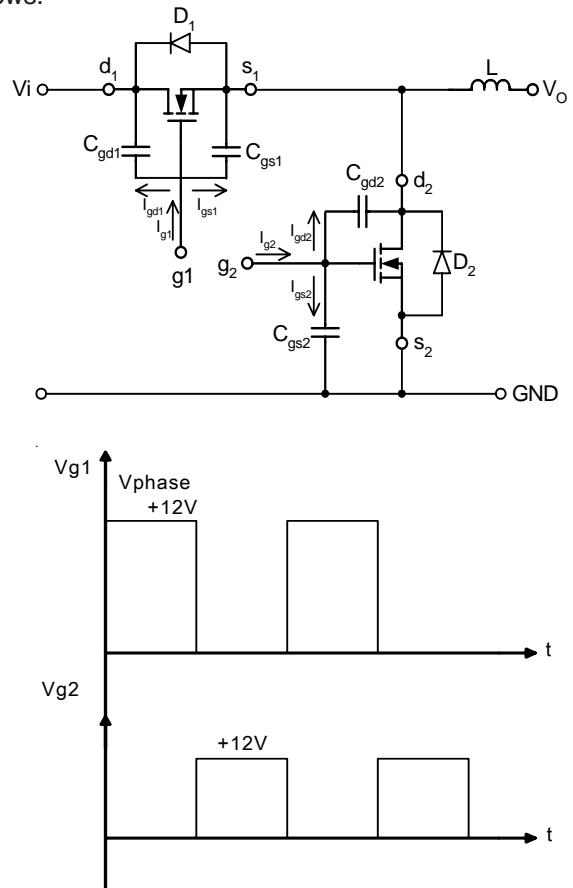 ows:
D1
d1
s1
L
Vi
VO
Cgd1
Cgs1
Cgd2
d2
Igd1
Igs1
Ig1
Ig2
Igd2
g1
g2
D2
Igs2
Cgs2
s2
GND
Vg1
Vphase
+12V
t
Vg2
+12V
t